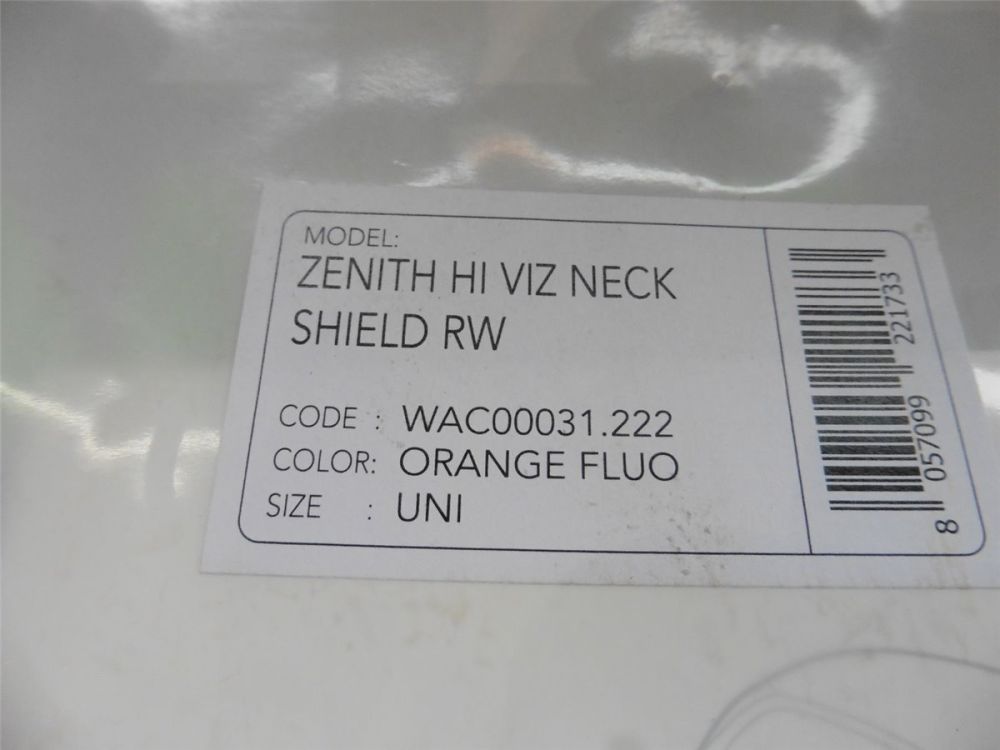 MODEL:
ZENITH HI VIZ NECK
SHIELD RW
CODE : WAC00031.222
COLOR: ORANGE FLUO
SIZE : UNI
8 057099 221733